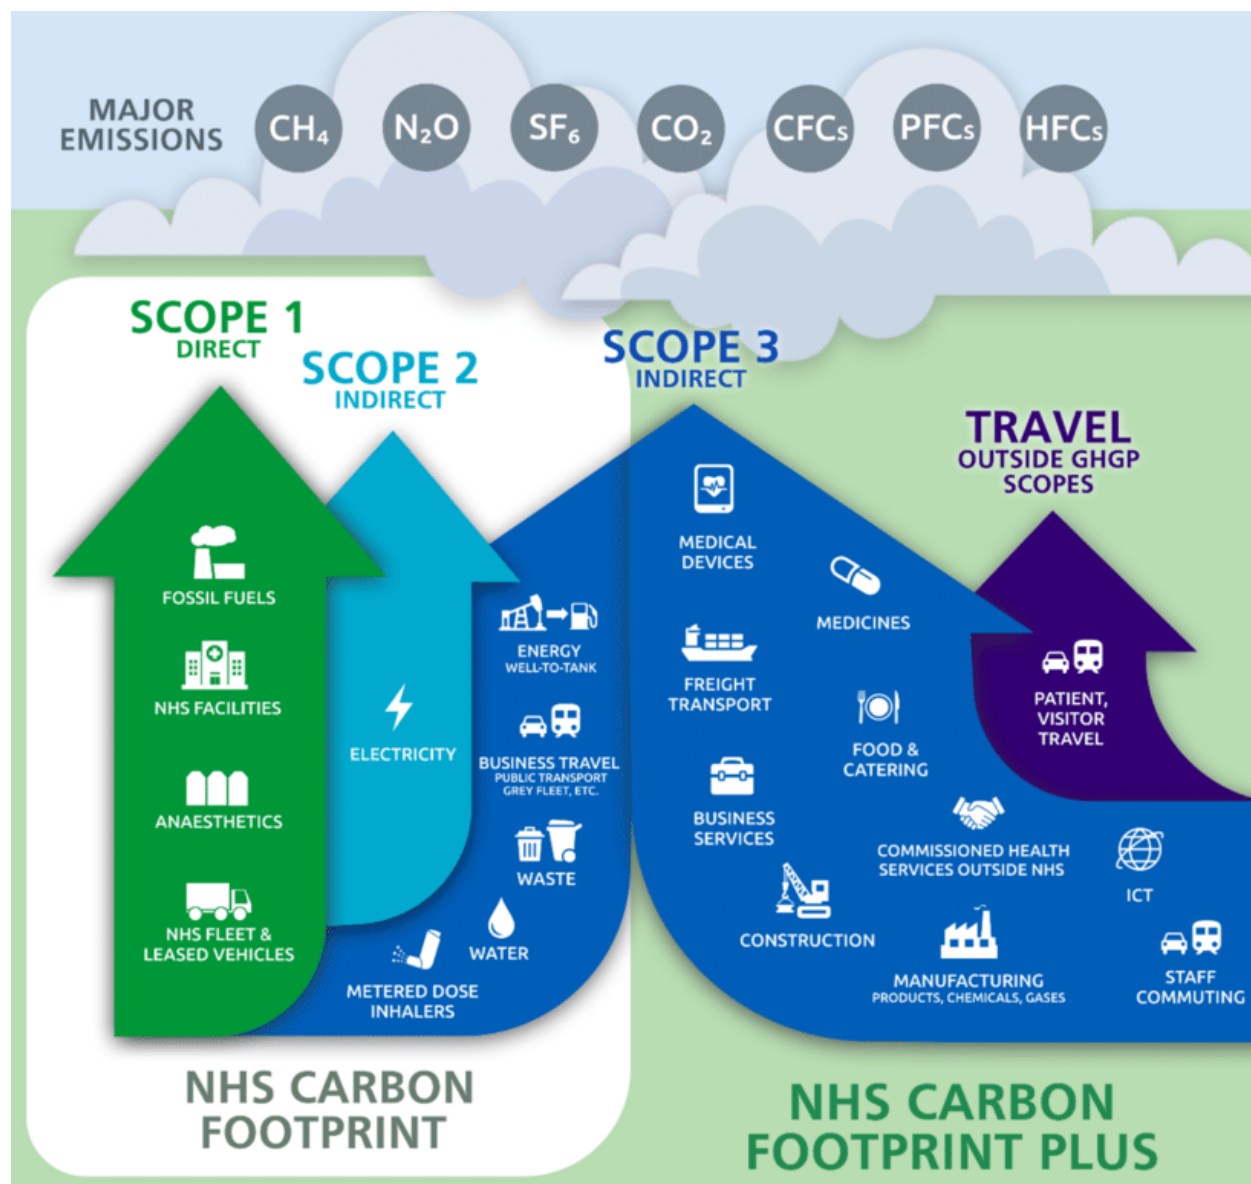 MAJOR
EMISSIONS
CH₄
N₂O
SF₆
CO₂
CFCs
PFCs
HFCs
SCOPE 1
DIRECT
SCOPE 2
INDIRECT
SCOPE 3
INDIRECT
TRAVEL
OUTSIDE GHGP
SCOPES
FOSSIL FUELS
NHS FACILITIES
ANAESTHETICS
NHS FLEET &
LEASED VEHICLES
ELECTRICITY
ENERGY
WELL-TO-TANK
BUSINESS TRAVEL
PUBLIC TRANSPORT
GREY FLEET, ETC.
WASTE
WATER
METERED DOSE
INHALERS
MEDICAL
DEVICES
MEDICINES
FREIGHT
TRANSPORT
FOOD &
CATERING
BUSINESS
SERVICES
COMMISSIONED HEALTH
SERVICES OUTSIDE NHS
CONSTRUCTION
MANUFACTURING
PRODUCTS, CHEMICALS, GASES
ICT
STAFF
COMMUTING
PATIENT,
VISITOR
TRAVEL
NHS CARBON
FOOTPRINT
NHS CARBON
FOOTPRINT PLUS